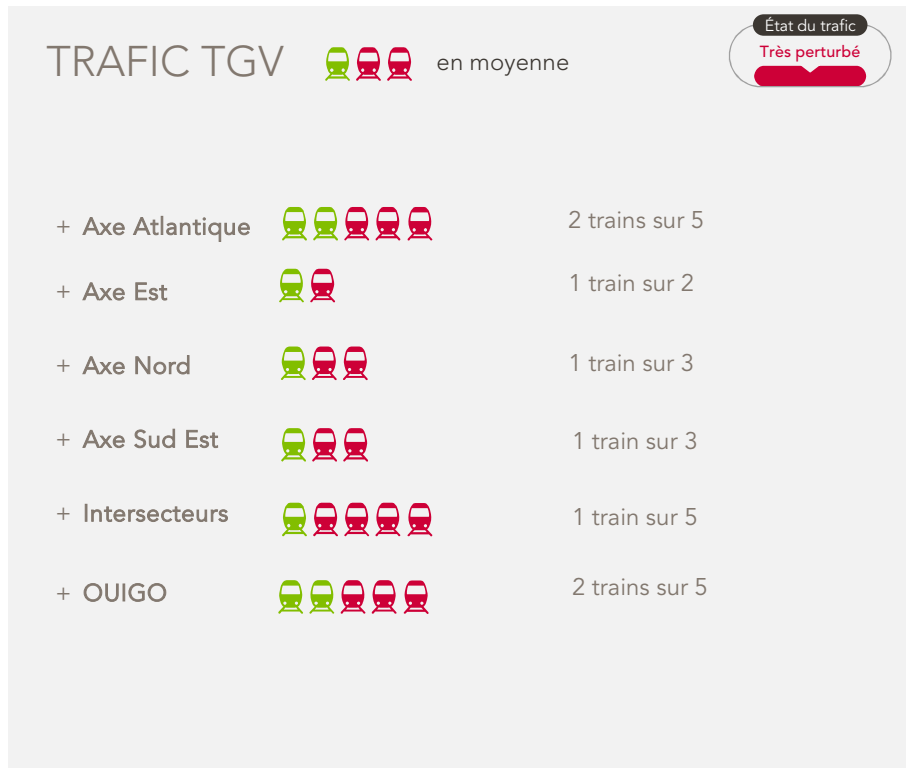 État du trafic
TRAFIC TGV en moyenne
Très perturbé
+ Axe Atlantique 2 trains sur 5
+ Axe Est 1 train sur 2
+ Axe Nord 1 train sur 3
+ Axe Sud Est 1 train sur 3
+ Intersecteurs 1 train sur 5
+ OUIGO 2 trains sur 5